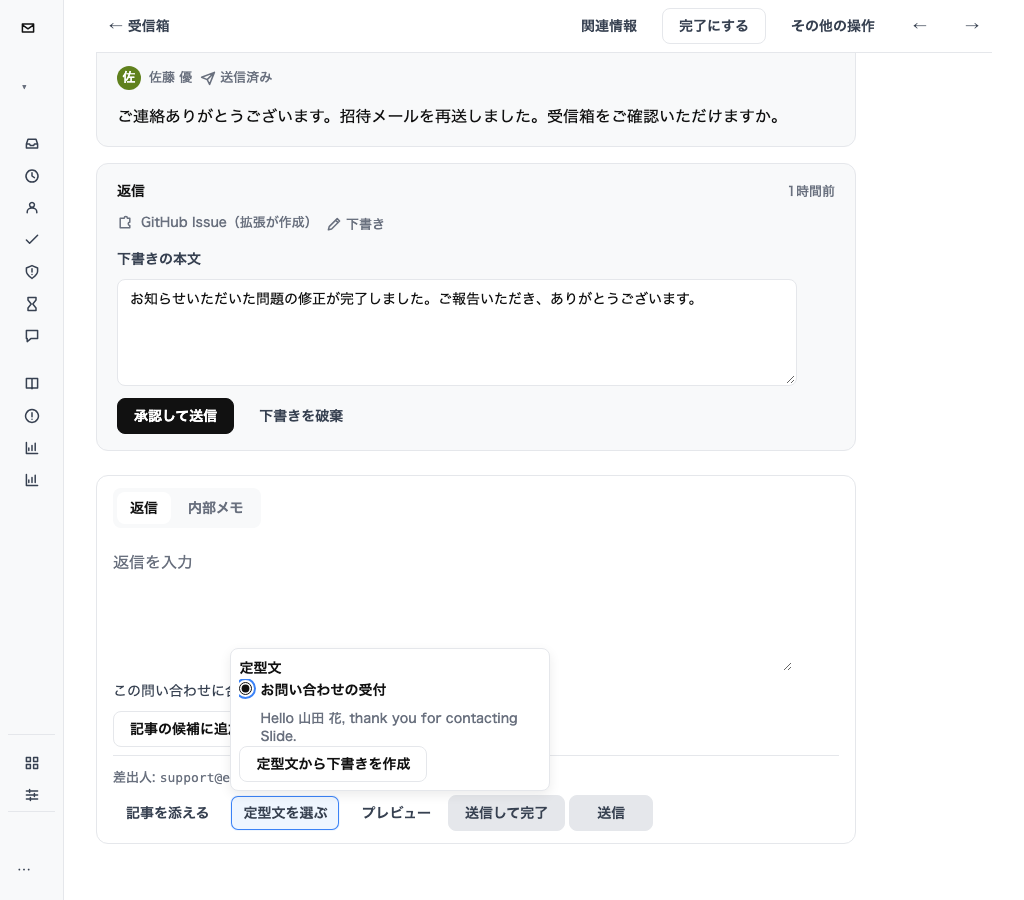 ← 受信箱
関連情報
完了にする
その他の操作
←
→
佐 佐藤 優 送信済み
ご連絡ありがとうございます。招待メールを再送しました。受信箱をご確認いただけますか。
返信
1時間前
GitHub Issue（拡張が作成） 下書き
下書きの本文
お知らせいただいた問題の修正が完了しました。ご報告いただき、ありがとうございます。
承認して送信
下書きを破棄
返信
内部メモ
返信を入力
この問い合わせに
記事の候補に追
定型文
お問い合わせの受付
Hello 山田 花, thank you for contacting
Slide.
定型文から下書きを作成
差出人: support@e
記事を添える
定型文を選ぶ
プレビュー
送信して完了
送信
...